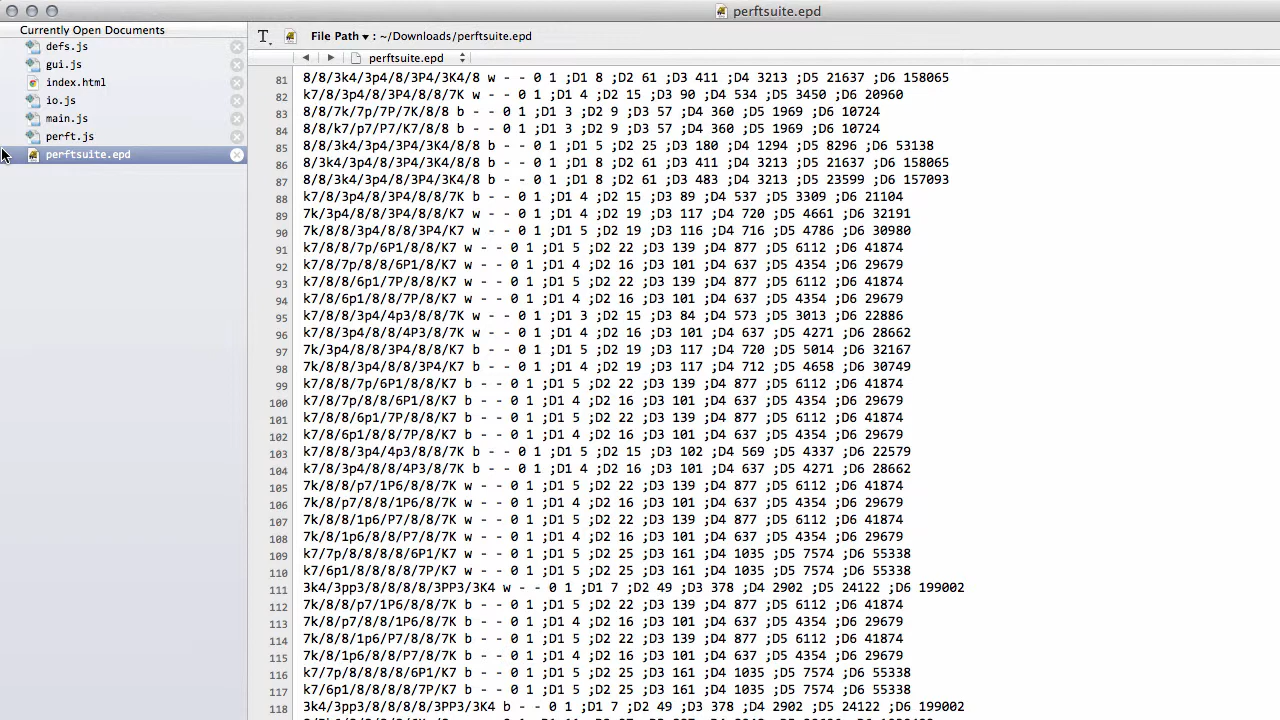 perftsuite.epd
Currently Open Documents
defs.js
gui.js
index.html
io.js
main.js
perft.js
perftsuite.epd
File Path ▾ : ~/Downloads/perftsuite.epd
perftsuite.epd
81 8/8/3k4/3p4/8/3P4/3K4/8 w - - 0 1 ;D1 8 ;D2 61 ;D3 411 ;D4 3213 ;D5 21637 ;D6 158065
82 k7/8/3p4/8/3P4/8/8/7K w - - 0 1 ;D1 4 ;D2 15 ;D3 90 ;D4 534 ;D5 3450 ;D6 20960
83 8/8/7k/7p/7P/7K/8/8 b - - 0 1 ;D1 3 ;D2 9 ;D3 57 ;D4 360 ;D5 1969 ;D6 10724
84 8/8/k7/p7/P7/K7/8/8 b - - 0 1 ;D1 3 ;D2 9 ;D3 57 ;D4 360 ;D5 1969 ;D6 10724
85 8/8/3k4/3p4/3P4/3K4/8/8 b - - 0 1 ;D1 5 ;D2 25 ;D3 180 ;D4 1294 ;D5 8296 ;D6 53138
86 8/3k4/3p4/8/3P4/3K4/8/8 b - - 0 1 ;D1 8 ;D2 61 ;D3 411 ;D4 3213 ;D5 21637 ;D6 158065
87 8/8/3k4/3p4/8/3P4/3K4/8 b - - 0 1 ;D1 8 ;D2 61 ;D3 483 ;D4 3213 ;D5 23599 ;D6 157093
88 k7/8/3p4/8/3P4/8/8/7K b - - 0 1 ;D1 4 ;D2 15 ;D3 89 ;D4 537 ;D5 3309 ;D6 21104
89 7k/3p4/8/8/3P4/8/8/K7 w - - 0 1 ;D1 4 ;D2 19 ;D3 117 ;D4 720 ;D5 4661 ;D6 32191
90 7k/8/8/3p4/8/8/3P4/K7 w - - 0 1 ;D1 5 ;D2 19 ;D3 116 ;D4 716 ;D5 4786 ;D6 30980
91 k7/8/8/7p/6P1/8/8/K7 w - - 0 1 ;D1 5 ;D2 22 ;D3 139 ;D4 877 ;D5 6112 ;D6 41874
92 k7/8/7p/8/8/6P1/8/K7 w - - 0 1 ;D1 4 ;D2 16 ;D3 101 ;D4 637 ;D5 4354 ;D6 29679
93 k7/8/8/6p1/7P/8/8/K7 w - - 0 1 ;D1 5 ;D2 22 ;D3 139 ;D4 877 ;D5 6112 ;D6 41874
94 k7/8/6p1/8/8/7P/8/K7 w - - 0 1 ;D1 4 ;D2 16 ;D3 101 ;D4 637 ;D5 4354 ;D6 29679
95 k7/8/8/3p4/4p3/8/8/7K w - - 0 1 ;D1 3 ;D2 15 ;D3 84 ;D4 573 ;D5 3013 ;D6 22886
96 k7/8/3p4/8/8/4P3/8/7K w - - 0 1 ;D1 4 ;D2 16 ;D3 101 ;D4 637 ;D5 4271 ;D6 28662
97 7k/3p4/8/8/3P4/8/8/K7 b - - 0 1 ;D1 5 ;D2 19 ;D3 117 ;D4 720 ;D5 5014 ;D6 32167
98 7k/8/8/3p4/8/8/3P4/K7 b - - 0 1 ;D1 4 ;D2 19 ;D3 117 ;D4 712 ;D5 4658 ;D6 30749
99 k7/8/8/7p/6P1/8/8/K7 b - - 0 1 ;D1 5 ;D2 22 ;D3 139 ;D4 877 ;D5 6112 ;D6 41874
100 k7/8/7p/8/8/6P1/8/K7 b - - 0 1 ;D1 4 ;D2 16 ;D3 101 ;D4 637 ;D5 4354 ;D6 29679
101 k7/8/8/6p1/7P/8/8/K7 b - - 0 1 ;D1 5 ;D2 22 ;D3 139 ;D4 877 ;D5 6112 ;D6 41874
102 k7/8/6p1/8/8/7P/8/K7 b - - 0 1 ;D1 4 ;D2 16 ;D3 101 ;D4 637 ;D5 4354 ;D6 29679
103 k7/8/8/3p4/4p3/8/8/7K b - - 0 1 ;D1 5 ;D2 15 ;D3 102 ;D4 569 ;D5 4337 ;D6 22579
104 k7/8/3p4/8/8/4P3/8/7K b - - 0 1 ;D1 4 ;D2 16 ;D3 101 ;D4 637 ;D5 4271 ;D6 28662
105 7k/8/8/p7/1P6/8/8/7K w - - 0 1 ;D1 5 ;D2 22 ;D3 139 ;D4 877 ;D5 6112 ;D6 41874
106 7k/8/p7/8/8/1P6/8/7K w - - 0 1 ;D1 4 ;D2 16 ;D3 101 ;D4 637 ;D5 4354 ;D6 29679
107 7k/8/8/1p6/P7/8/8/7K w - - 0 1 ;D1 5 ;D2 22 ;D3 139 ;D4 877 ;D5 6112 ;D6 41874
108 7k/8/1p6/8/8/P7/8/7K w - - 0 1 ;D1 4 ;D2 16 ;D3 101 ;D4 637 ;D5 4354 ;D6 29679
109 k7/7p/8/8/8/8/6P1/K7 w - - 0 1 ;D1 5 ;D2 25 ;D3 161 ;D4 1035 ;D5 7574 ;D6 55338
110 k7/6p1/8/8/8/8/7P/K7 w - - 0 1 ;D1 5 ;D2 25 ;D3 161 ;D4 1035 ;D5 7574 ;D6 55338
111 3k4/3pp3/8/8/8/8/3PP3/3K4 w - - 0 1 ;D1 7 ;D2 49 ;D3 378 ;D4 2902 ;D5 24122 ;D6 199002
112 7k/8/8/p7/1P6/8/8/7K b - - 0 1 ;D1 5 ;D2 22 ;D3 139 ;D4 877 ;D5 6112 ;D6 41874
113 7k/8/p7/8/8/1P6/8/7K b - - 0 1 ;D1 4 ;D2 16 ;D3 101 ;D4 637 ;D5 4354 ;D6 29679
114 7k/8/8/1p6/P7/8/8/7K b - - 0 1 ;D1 5 ;D2 22 ;D3 139 ;D4 877 ;D5 6112 ;D6 41874
115 7k/8/1p6/8/8/P7/8/7K b - - 0 1 ;D1 4 ;D2 16 ;D3 101 ;D4 637 ;D5 4354 ;D6 29679
116 k7/7p/8/8/8/8/6P1/K7 b - - 0 1 ;D1 5 ;D2 25 ;D3 161 ;D4 1035 ;D5 7574 ;D6 55338
117 k7/6p1/8/8/8/8/7P/K7 b - - 0 1 ;D1 5 ;D2 25 ;D3 161 ;D4 1035 ;D5 7574 ;D6 55338
118 3k4/3pp3/8/8/8/8/3PP3/3K4 b - - 0 1 ;D1 7 ;D2 49 ;D3 378 ;D4 2902 ;D5 24122 ;D6 199002